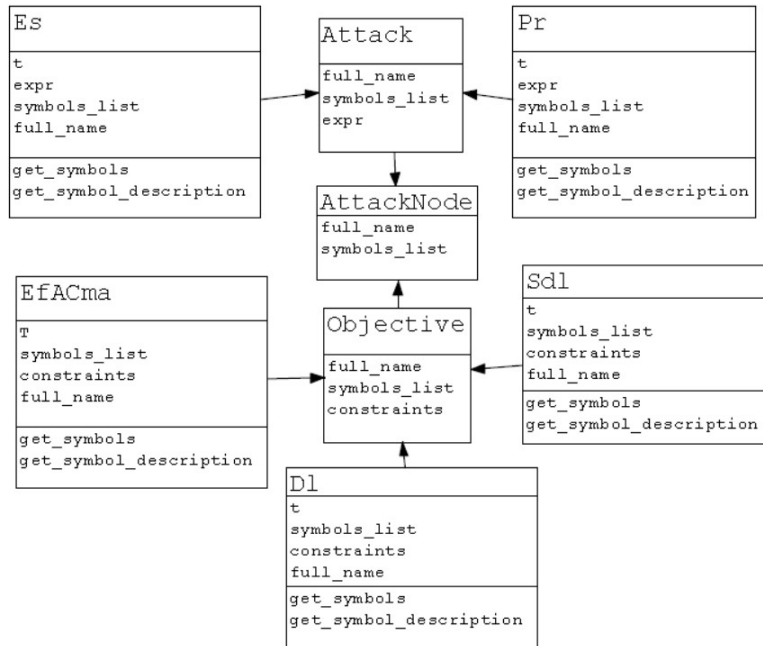 Es
t
expr
symbols_list
full_name
get_symbols
get_symbol_description
Attack
full_name
symbols_list
expr
Pr
t
expr
symbols_list
full_name
get_symbols
get_symbol_description
AttackNode
full_name
symbols_list
EfACma
T
symbols_list
constraints
full_name
get_symbols
get_symbol_description
Objective
full_name
symbols_list
constraints
Sdl
t
symbols_list
constraints
full_name
get_symbols
get_symbol_description
Dl
t
symbols_list
constraints
full_name
get_symbols
get_symbol_description